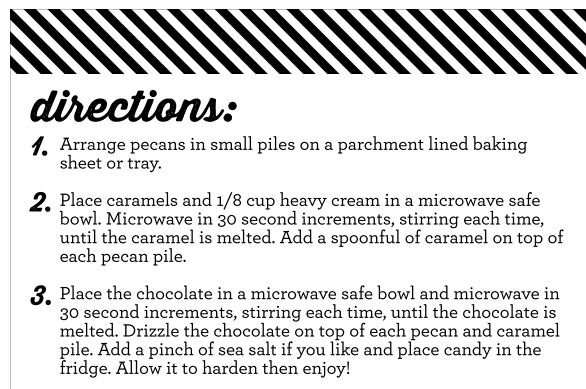 directions:
1. Arrange pecans in small piles on a parchment lined baking
sheet or tray.
2. Place caramels and 1/8 cup heavy cream in a microwave safe
bowl. Microwave in 30 second increments, stirring each time,
until the caramel is melted. Add a spoonful of caramel on top of
each pecan pile.
3. Place the chocolate in a microwave safe bowl and microwave in
30 second increments, stirring each time, until the chocolate is
melted. Drizzle the chocolate on top of each pecan and caramel
pile. Add a pinch of sea salt if you like and place candy in the
fridge. Allow it to harden then enjoy!